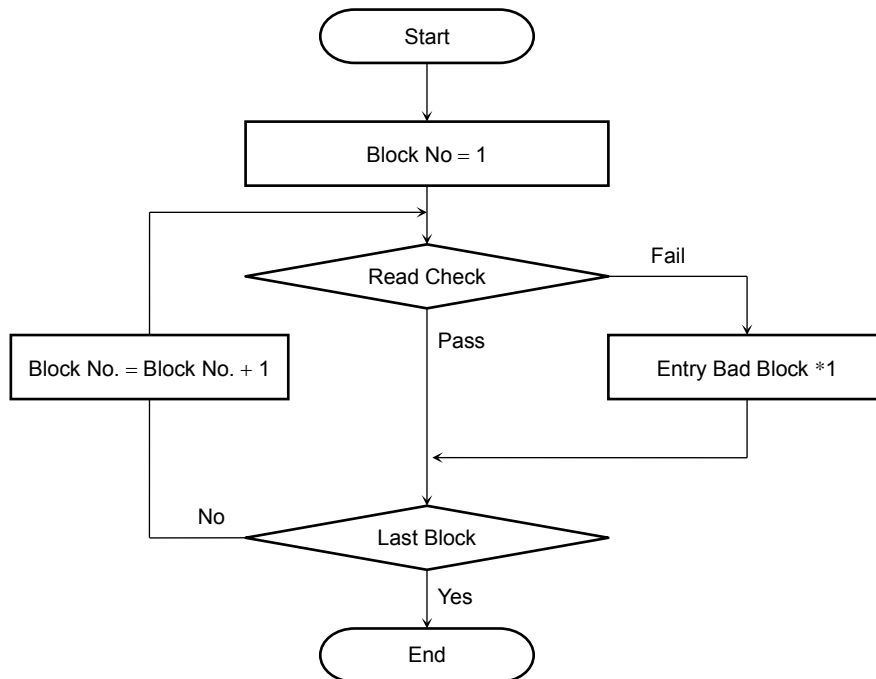 Start
Block No = 1
Read Check
Fail
Pass
Block No. = Block No. + 1
Entry Bad Block *1
No
Last Block
Yes
End